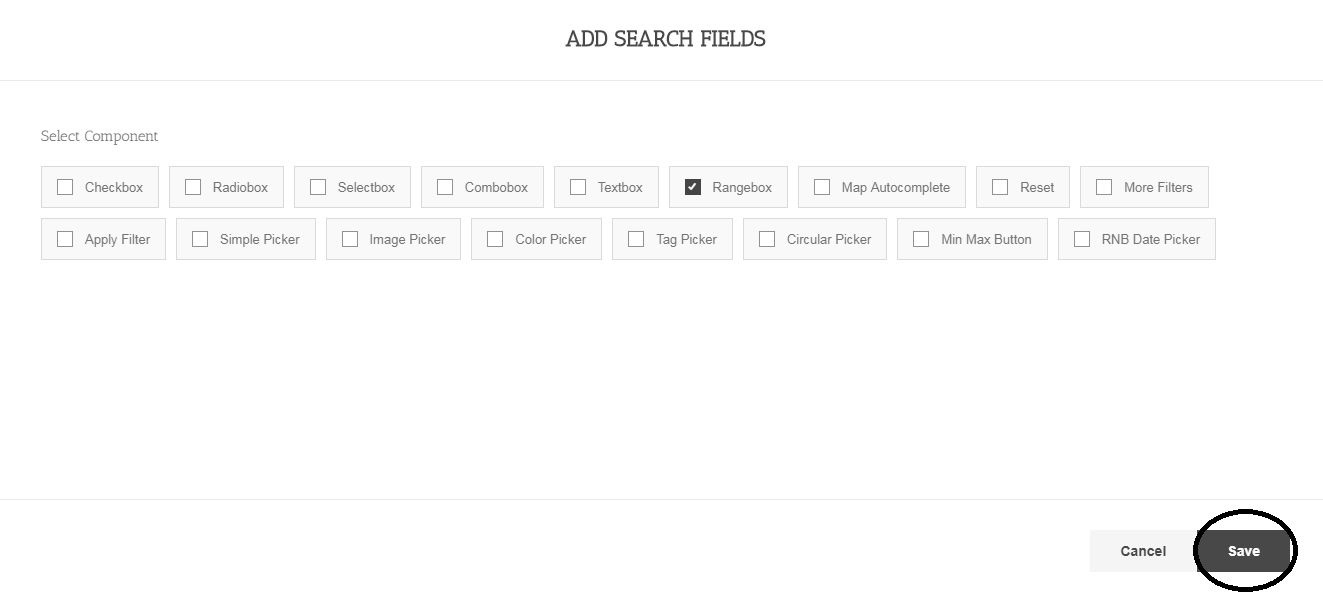 ADD SEARCH FIELDS
Select Component
Checkbox Radiobox Selectbox Combobox Textbox Rangebox Map Autocomplete Reset More Filters
Apply Filter Simple Picker Image Picker Color Picker Tag Picker Circular Picker Min Max Button RNB Date Picker
Cancel Save